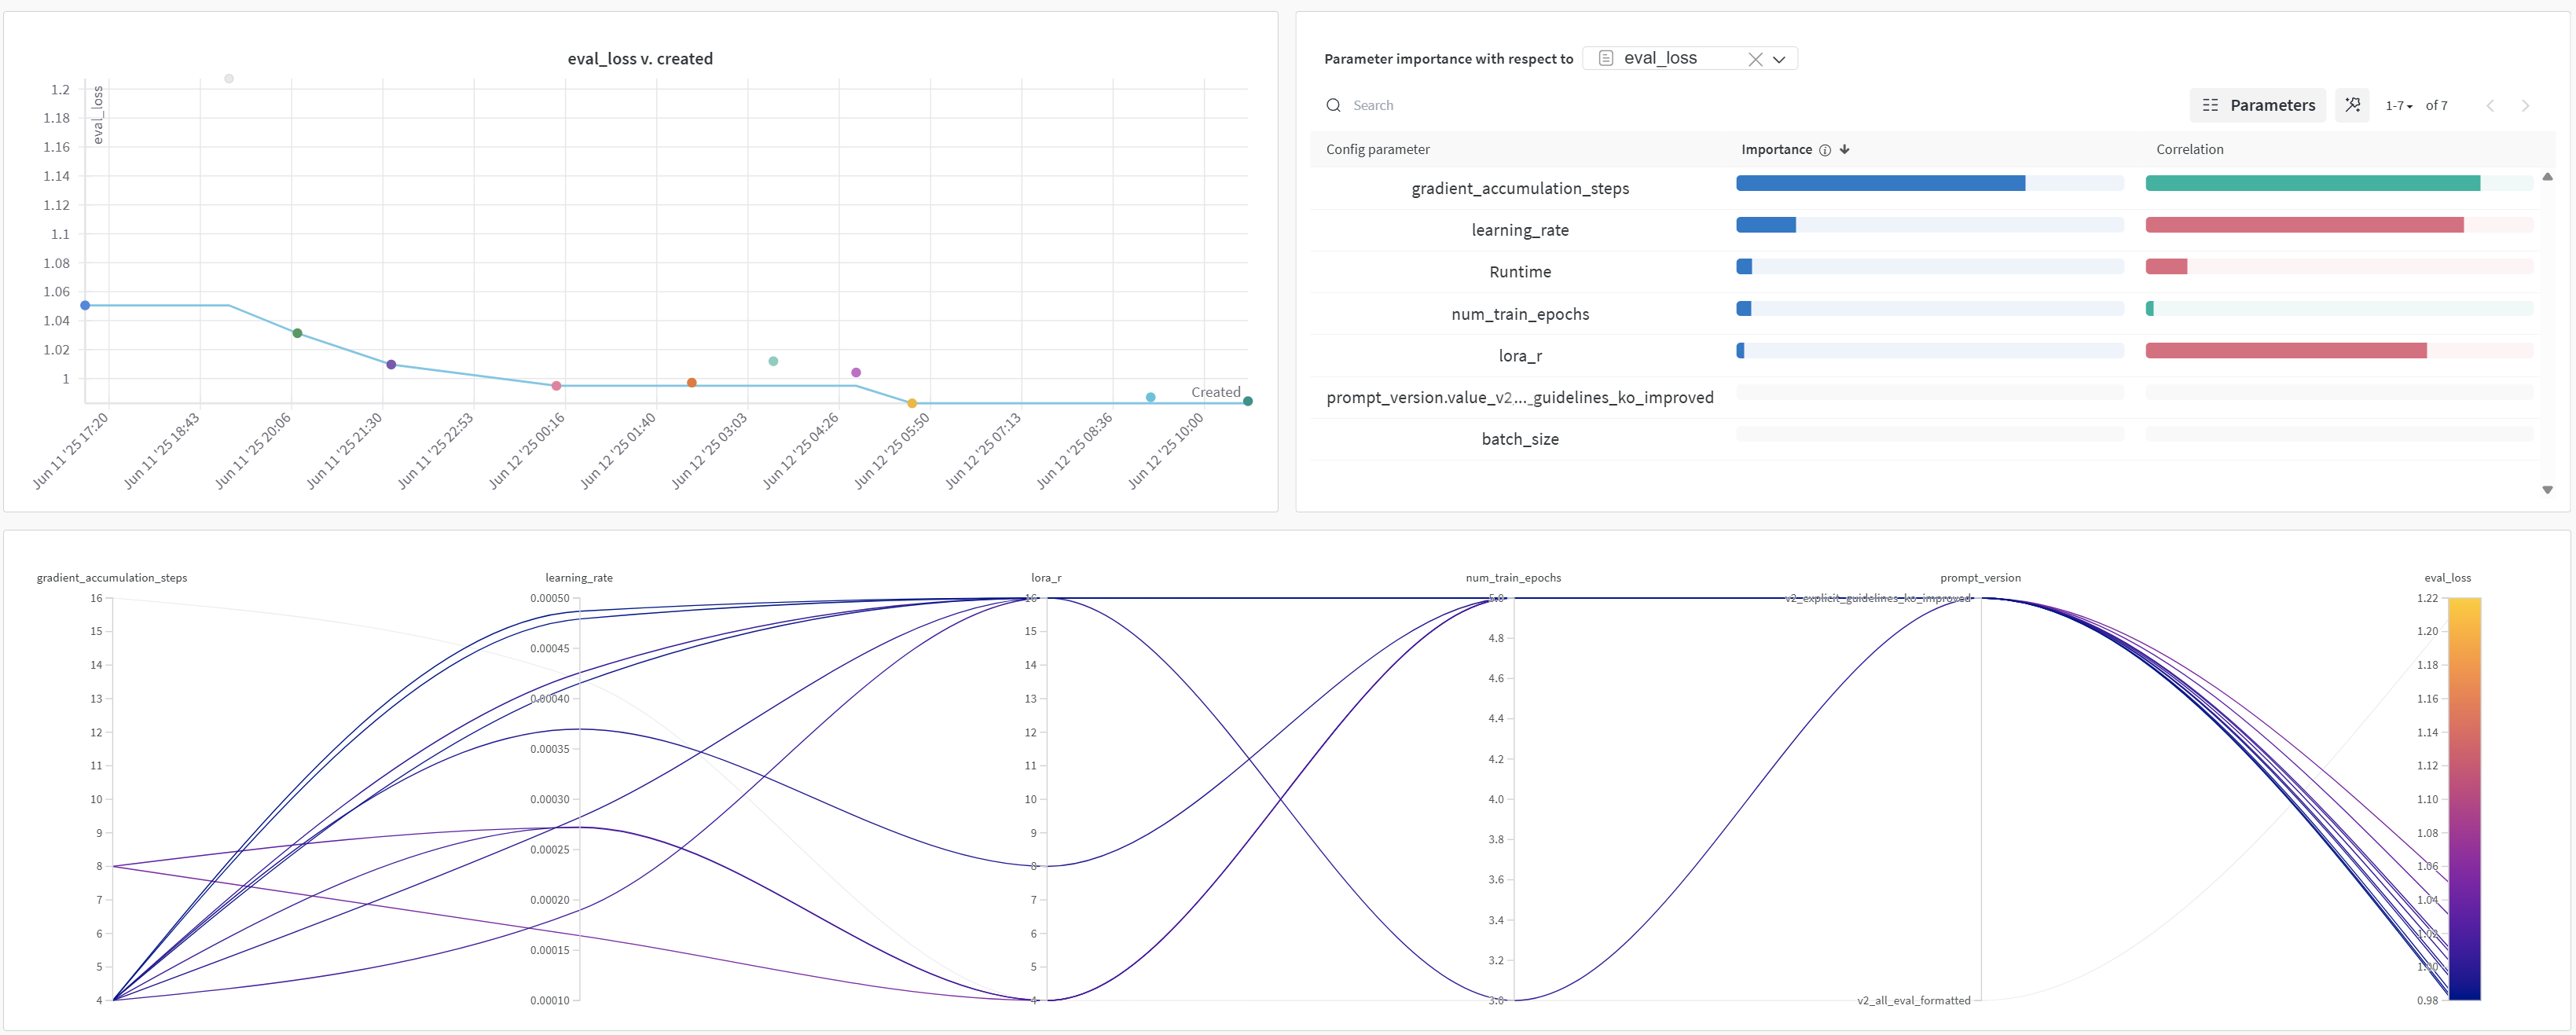 eval_loss v. created
eval_loss
1.2
1.18
1.16
1.14
1.12
1.1
1.08
1.06
1.04
1.02
1
Created
Jun 11 '25 17:20
Jun 11 '25 18:43
Jun 11 '25 20:06
Jun 11 '25 21:30
Jun 11 '25 22:53
Jun 12 '25 00:16
Jun 12 '25 01:40
Jun 12 '25 03:03
Jun 12 '25 04:26
Jun 12 '25 05:50
Jun 12 '25 07:13
Jun 12 '25 08:36
Jun 12 '25 10:00
Parameter importance with respect to eval_loss
Search
Parameters
1-7 of 7
Config parameter Importance Correlation
gradient_accumulation_steps
learning_rate
Runtime
num_train_epochs
lora_r
prompt_version.value_v2..._guidelines_ko_improved
batch_size
gradient_accumulation_steps
16
15
14
13
12
11
10
9
8
7
6
5
4
learning_rate
0.00050
0.00045
0.00040
0.00035
0.00030
0.00025
0.00020
0.00015
0.00010
lora_r
16
15
14
13
12
11
10
9
8
7
6
5
4
num_train_epochs
5.0
4.8
4.6
4.4
4.2
4.0
3.8
3.6
3.4
3.2
3.0
prompt_version
v2_explicit_guidelines_ko_improved
v2_all_eval_formatted
eval_loss
1.22
1.20
1.18
1.16
1.14
1.12
1.10
1.08
1.06
1.04
1.02
1.00
0.98